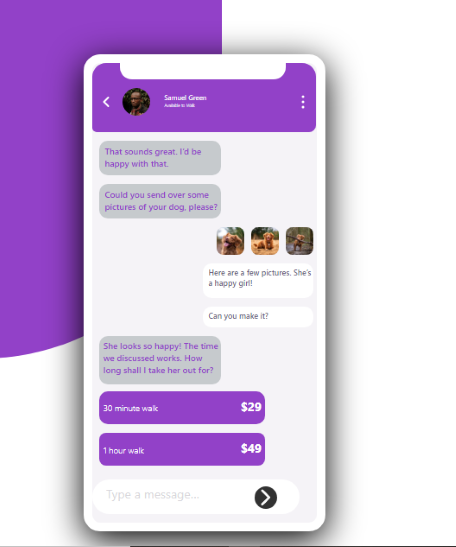 Samuel Green
Available to Walk
That sounds great. I'd be
happy with that.
Could you send over some
pictures of your dog, please?
Here are a few pictures. She's
a happy girl!
Can you make it?
She looks so happy! The time
we discussed works. How
long shall I take her out for?
30 minute walk $29
1 hour walk $49
Type a message...